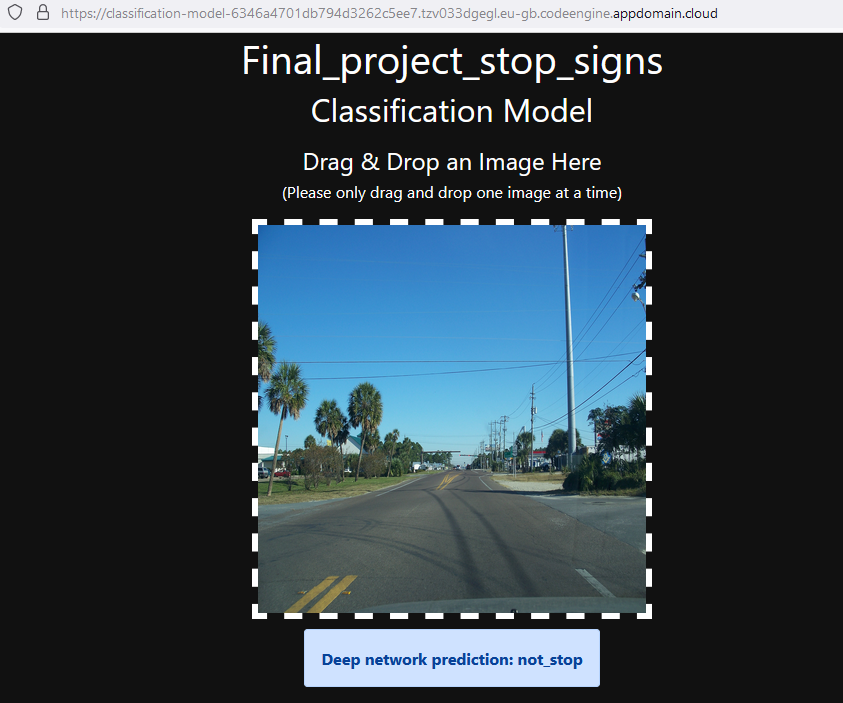 https://classification-model-6346a4701db794d3262c5ee7.tzv033dgegl.eu-gb.codeengine.appdomain.cloud
Final_project_stop_signs
Classification Model
Drag & Drop an Image Here
(Please only drag and drop one image at a time)
Deep network prediction: not_stop